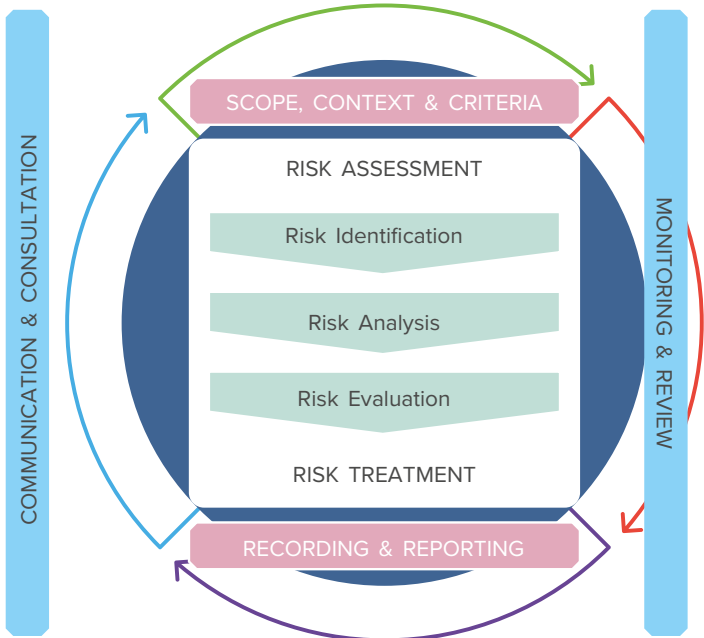 COMMUNICATION & CONSULTATION
SCOPE, CONTEXT & CRITERIA
RISK ASSESSMENT
Risk Identification
Risk Analysis
Risk Evaluation
RISK TREATMENT
RECORDING & REPORTING
MONITORING & REVIEW